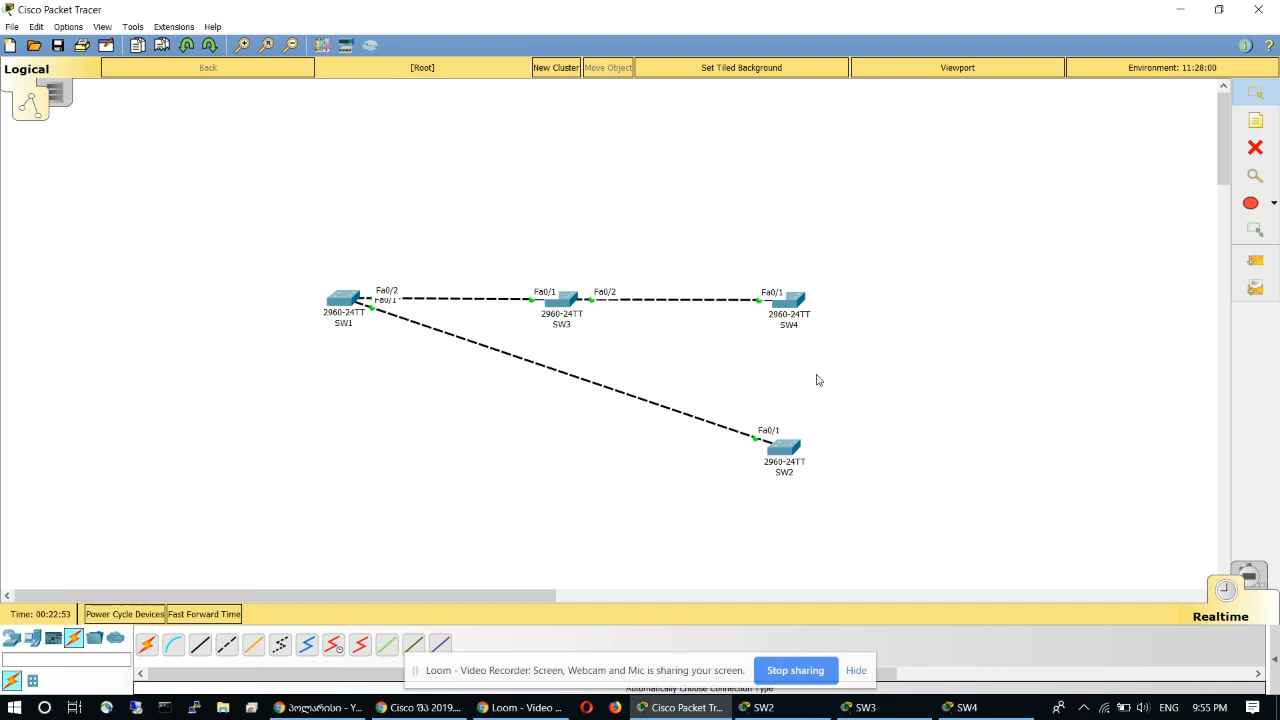 Cisco Packet Tracer
File Edit Options View Tools Extensions Help
Logical
Back
[Root]
New Cluster
Move Object
Set Tiled Background
Viewport
Environment: 11:28:00
Fa0/2
Fa0/1
2960-24TT
SW1
Fa0/1
Fa0/2
2960-24TT
SW3
Fa0/1
2960-24TT
SW4
Fa0/1
2960-24TT
SW2
Time: 00:22:53
Power Cycle Devices
Fast Forward Time
Realtime
Loom – Video Recorder: Screen, Webcam and Mic is sharing your screen.
Stop sharing
Hide
Automatically Choose Connection Type
პოლარისი - Y...
Cisco შპ 2019....
Loom - Video ...
Cisco Packet Tr...
SW2
SW3
SW4
ENG
9:55 PM